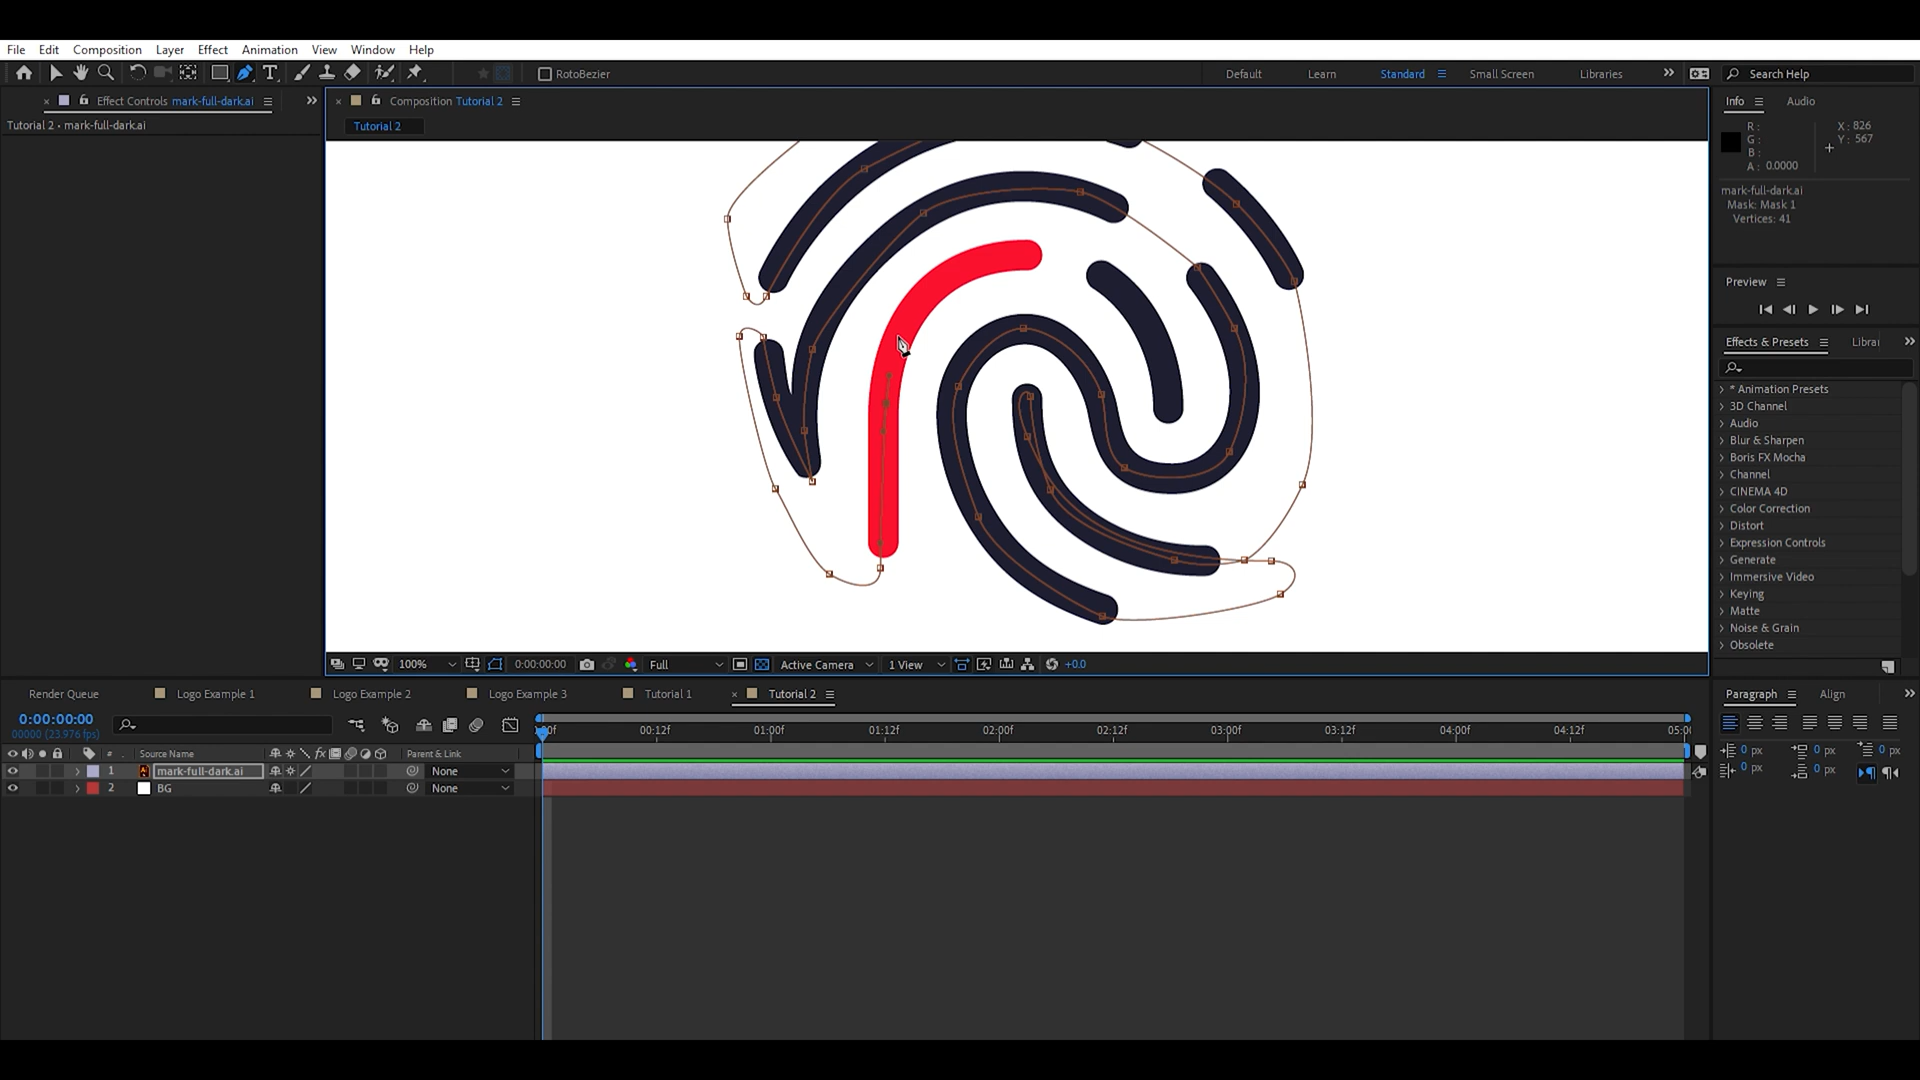 File Edit Composition Layer Effect Animation View Window Help
RotoBezier
Default Learn Standard Small Screen Libraries
Search Help
Effect Controls mark-full-dark.ai
Tutorial 2 • mark-full-dark.ai
Composition Tutorial 2
Tutorial 2
Info Audio
R :
G :
B :
A : 0.0000
X : 826
Y : 567
mark-full-dark.ai
Mask: Mask 1
Vertices: 41
Preview
Effects & Presets Librai
* Animation Presets
3D Channel
Audio
Blur & Sharpen
Boris FX Mocha
Channel
CINEMA 4D
Color Correction
Distort
Expression Controls
Generate
Immersive Video
Keying
Matte
Noise & Grain
Obsolete
100% 0:00:00:00 Full Active Camera 1 View +0.0
Render Queue Logo Example 1 Logo Example 2 Logo Example 3 Tutorial 1 Tutorial 2
0:00:00:00
00000 (23.976 fps)
00f 00:12f 01:00f 01:12f 02:00f 02:12f 03:00f 03:12f 04:00f 04:12f 05:0
# Source Name fx Parent & Link
1 mark-full-dark.ai None
2 BG None
Paragraph Align
0 px 0 px 0 px
0 px 0 px